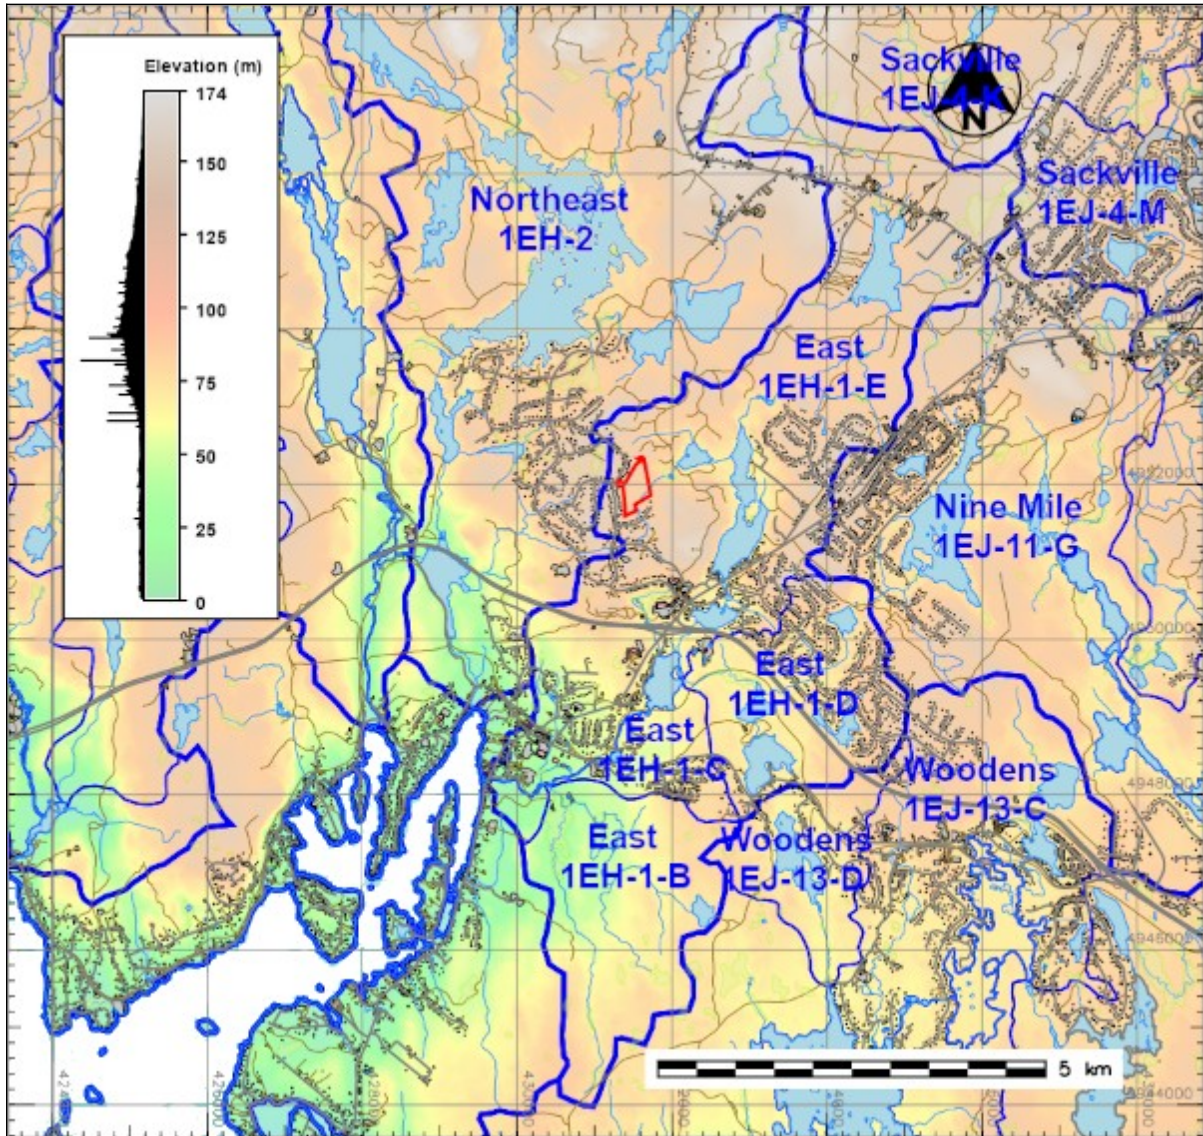 Elevation (m)
174
150
125
100
75
50
25
0
Sackville
1EJ-4-K
N
Sackville
1EJ-4-M
Northeast
1EH-2
East
1EH-1-E
4952000
Nine Mile
1EJ-11-G
4950000
East
1EH-1-D
East
1EH-1-C
Woodens
1EJ-13-C
4948000
East
1EH-1-B
Woodens
1EJ-13-D
4946000
5 km
426000
4944000